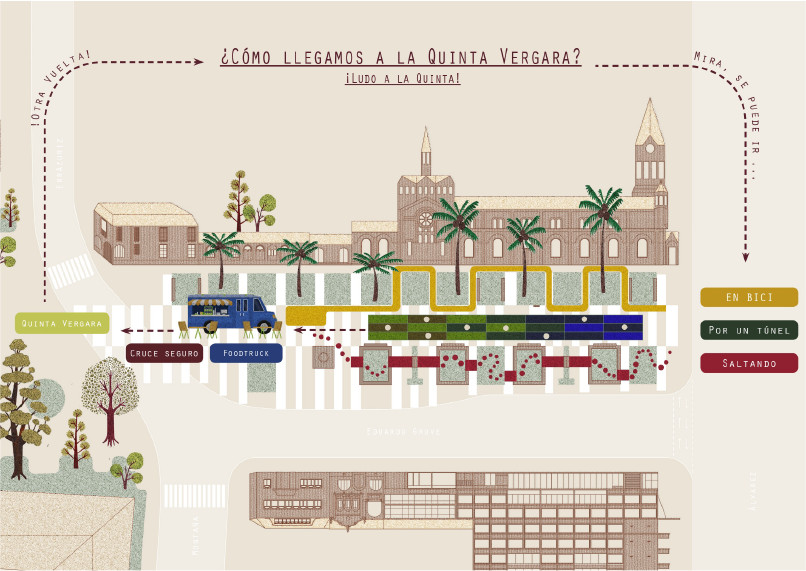 ¿Cómo llegamos a la Quinta Vergara?
¡Ludo a la Quinta!
¡Otra Vuelta!
Mira, se puede ir ...
En bici
Por un túnel
Saltando
Quinta Vergara
Cruce seguro
Foodtruck
Álvarez